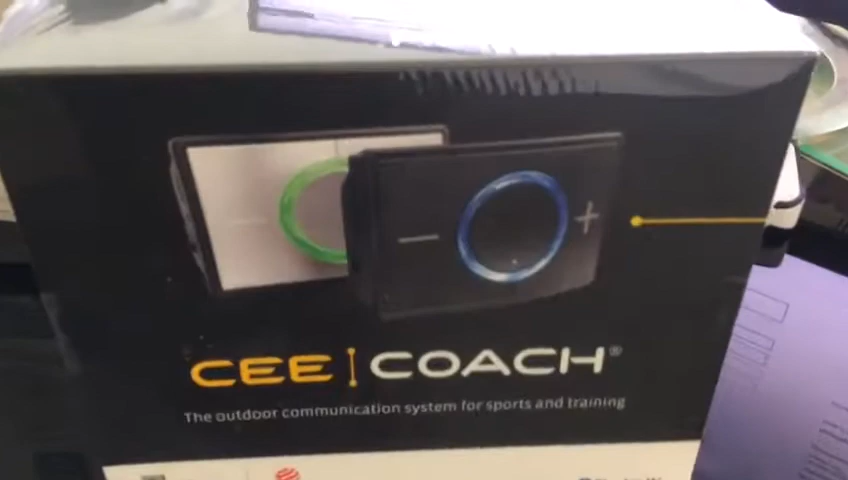 CEE | COACH®
The outdoor communication system for sports and training